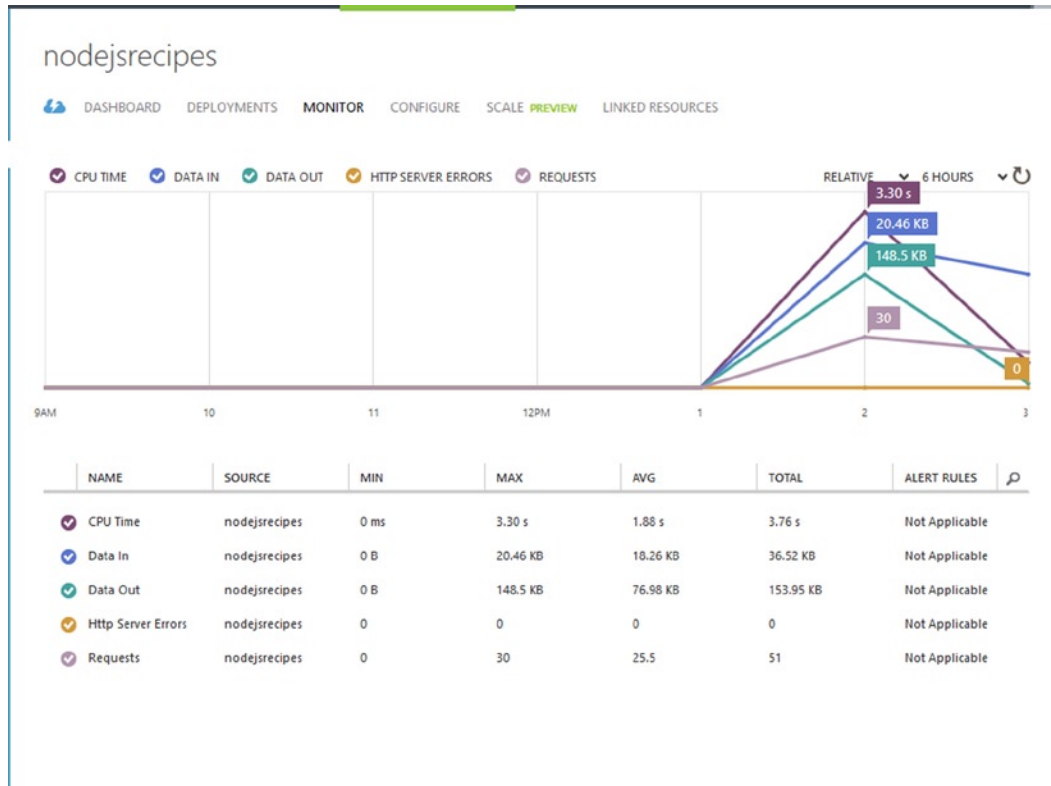 nodejsrecipes
DASHBOARD DEPLOYMENTS MONITOR CONFIGURE SCALE PREVIEW LINKED RESOURCES
CPU TIME DATA IN DATA OUT HTTP SERVER ERRORS REQUESTS RELATIVE 6 HOURS
3.30 s
20.46 KB
148.5 KB
30
0
9AM 10 11 12PM 1 2 3
NAME SOURCE MIN MAX AVG TOTAL ALERT RULES
CPU Time nodejsrecipes 0 ms 3.30 s 1.88 s 3.76 s Not Applicable
Data In nodejsrecipes 0 B 20.46 KB 18.26 KB 36.52 KB Not Applicable
Data Out nodejsrecipes 0 B 148.5 KB 76.98 KB 153.95 KB Not Applicable
Http Server Errors nodejsrecipes 0 0 0 0 Not Applicable
Requests nodejsrecipes 0 30 25.5 51 Not Applicable